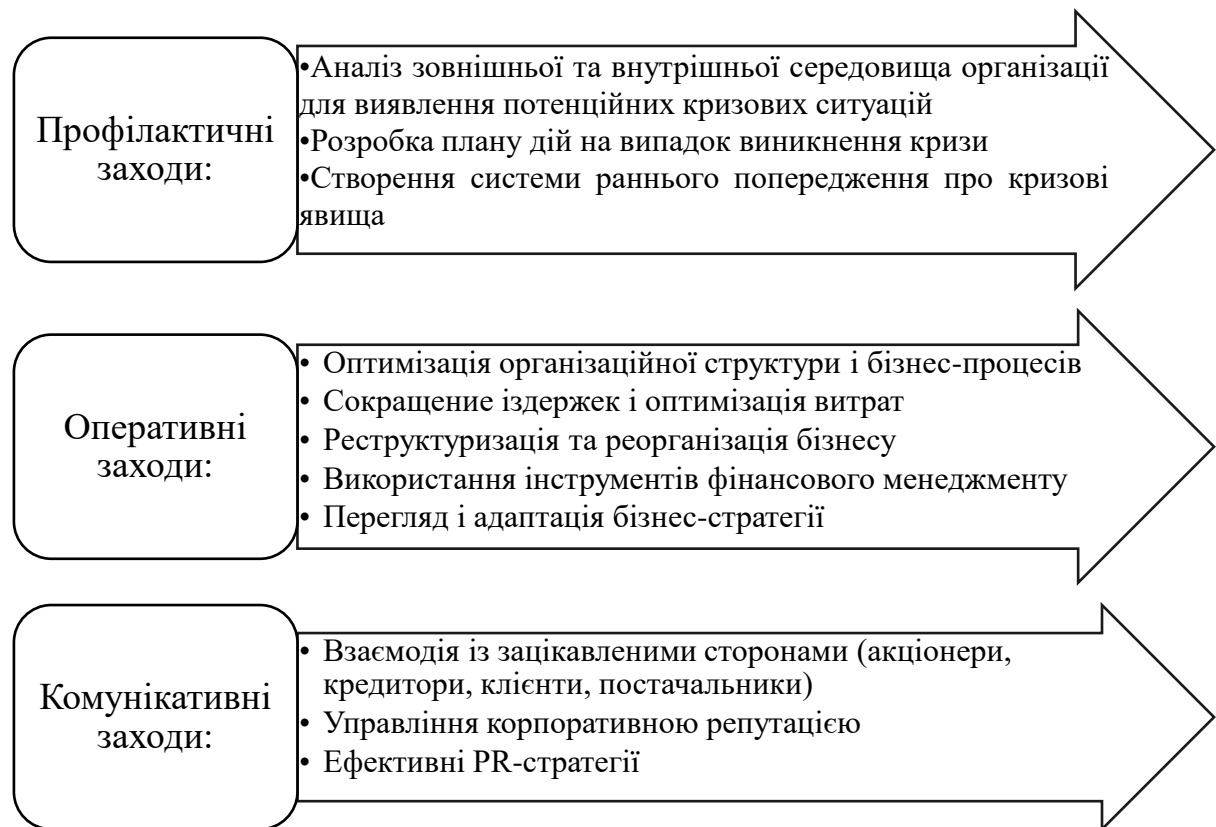 Профілактичні
заходи:
•Аналіз зовнішньої та внутрішньої середовища організації
для виявлення потенційних кризових ситуацій
•Розробка плану дій на випадок виникнення кризи
•Створення системи раннього попередження про кризові
явища
Оперативні
заходи:
• Оптимізація організаційної структури і бізнес-процесів
• Сокращение іздержек і оптимізація витрат
• Реструктуризація та реорганізація бізнесу
• Використання інструментів фінансового менеджменту
• Перегляд і адаптація бізнес-стратегії
Комунікативні
заходи:
• Взаємодія із зацікавленими сторонами (акціонери,
кредитори, клієнти, постачальники)
• Управління корпоративною репутацією
• Ефективні PR-стратегії